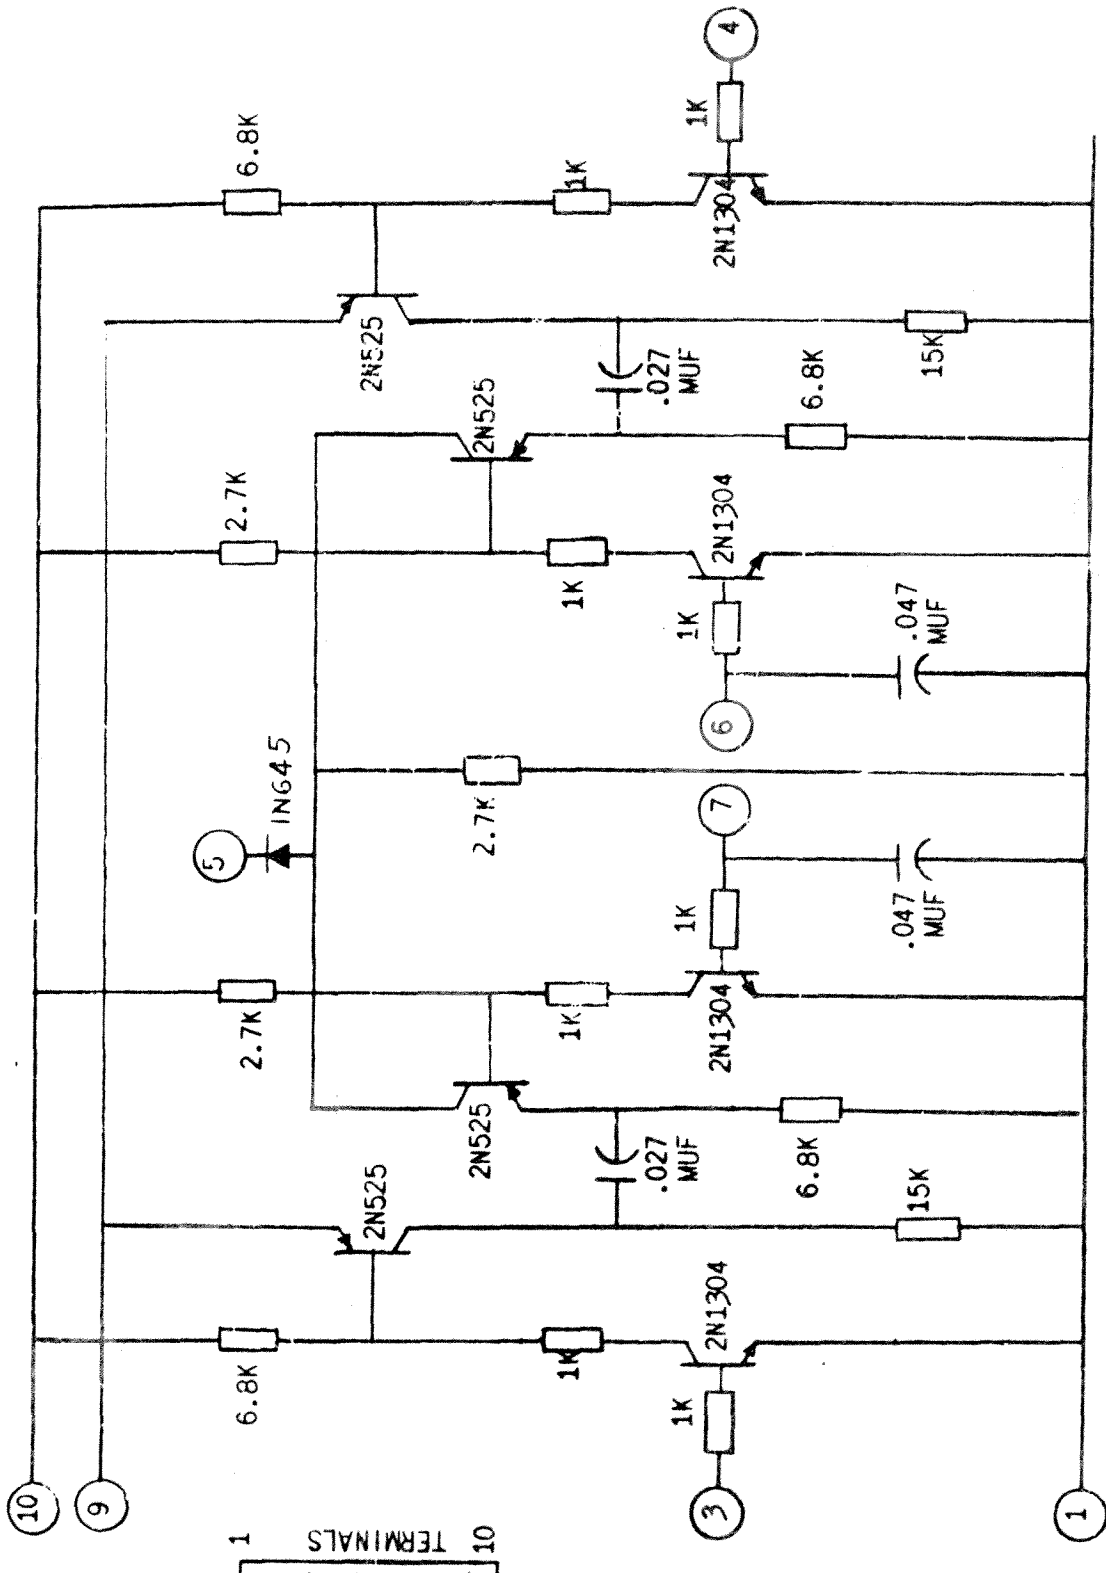 4
1K
6.8K
1K
2N1304
2N525
15K
.027
MUF
6.8K
2N525
2.7K
2N1304
1K
1K
.047
MUF
6
IN645
5
2.7K
7
.047
MUF
1K
2N1304
1K
2.7K
2N525
.027
MUF
6.8K
15K
2N525
2N1304
1K
6.8K
1K
10
9
3
1
1
TERMINALS
10